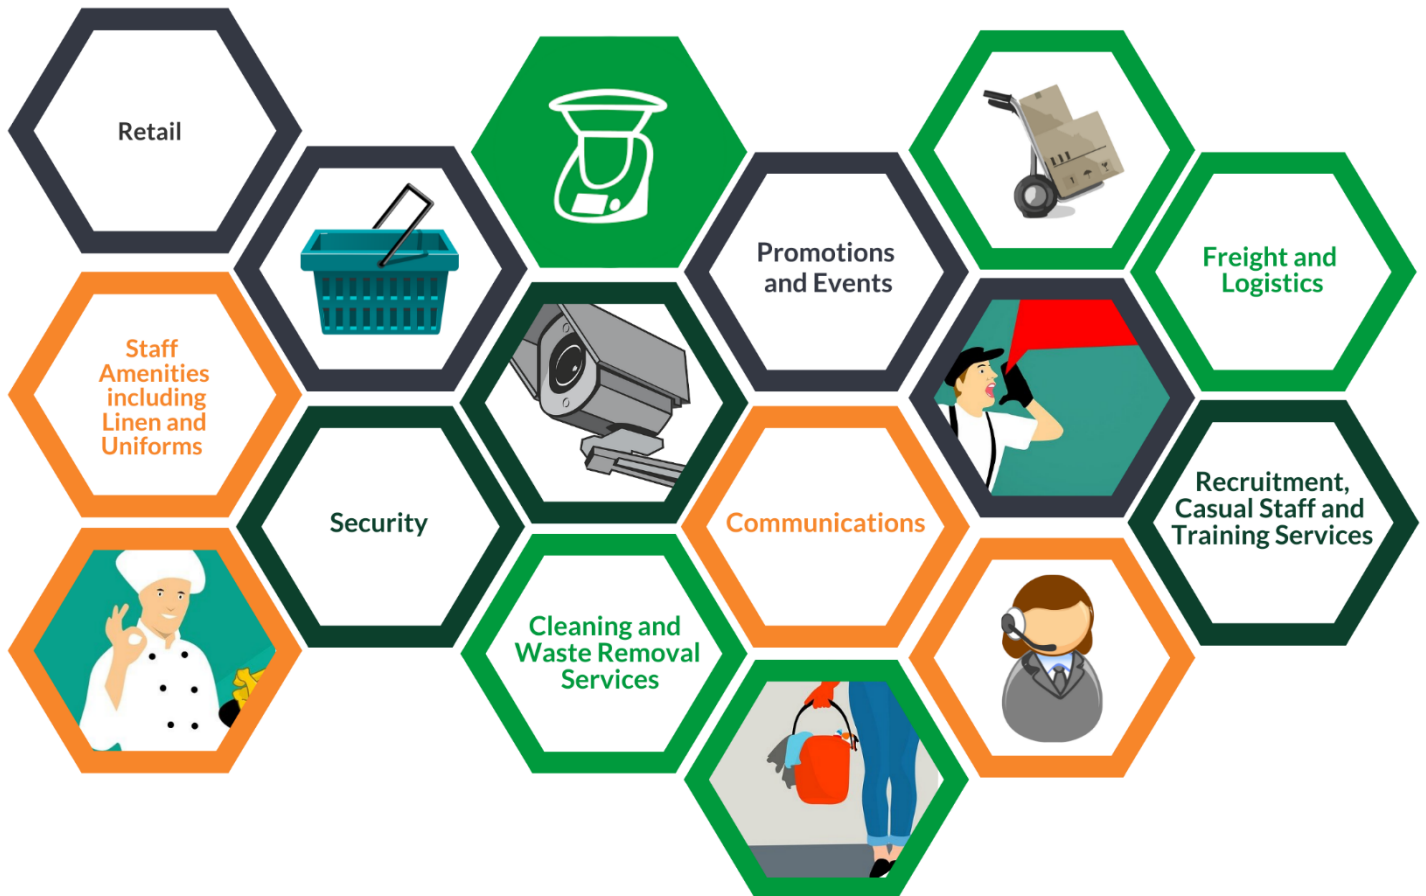 Retail
Promotions
and Events
Freight and
Logistics
Staff
Amenities
including
Linen and
Uniforms
Security
Communications
Recruitment,
Casual Staff and
Training Services
Cleaning and
Waste Removal
Services